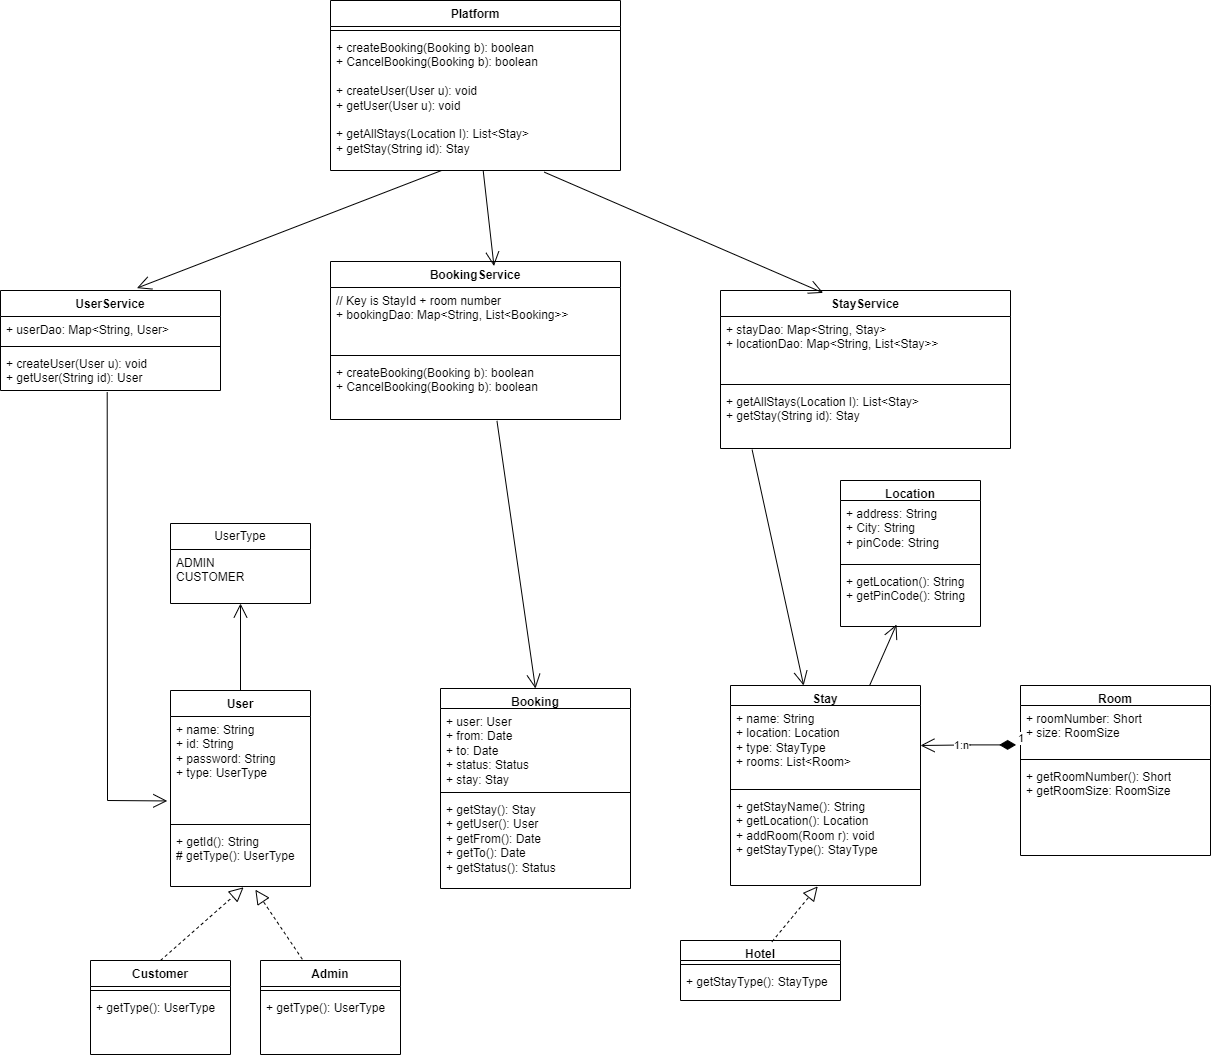 Platform
+ createBooking(Booking b): boolean
+ CancelBooking(Booking b): boolean
+ createUser(User u): void
+ getUser(User u): void
+ getAllStays(Location l): List<Stay>
+ getStay(String id): Stay
UserService
+ userDao: Map<String, User>
+ createUser(User u): void
+ getUser(String id): User
BookingService
// Key is StayId + room number
+ bookingDao: Map<String, List<Booking>>
+ createBooking(Booking b): boolean
+ CancelBooking(Booking b): boolean
StayService
+ stayDao: Map<String, Stay>
+ locationDao: Map<String, List<Stay>>
+ getAllStays(Location l): List<Stay>
+ getStay(String id): Stay
Location
+ address: String
+ City: String
+ pinCode: String
+ getLocation(): String
+ getPinCode(): String
UserType
ADMIN
CUSTOMER
User
+ name: String
+ id: String
+ password: String
+ type: UserType
+ getId(): String
# getType(): UserType
Booking
+ user: User
+ from: Date
+ to: Date
+ status: Status
+ stay: Stay
+ getStay(): Stay
+ getUser(): User
+ getFrom(): Date
+ getTo(): Date
+ getStatus(): Status
Stay
+ name: String
+ location: Location
+ type: StayType
+ rooms: List<Room>
+ getStayName(): String
+ getLocation(): Location
+ addRoom(Room r): void
+ getStayType(): StayType
1:n
1
Room
+ roomNumber: Short
+ size: RoomSize
+ getRoomNumber(): Short
+ getRoomSize: RoomSize
Customer
+ getType(): UserType
Admin
+ getType(): UserType
Hotel
+ getStayType(): StayType